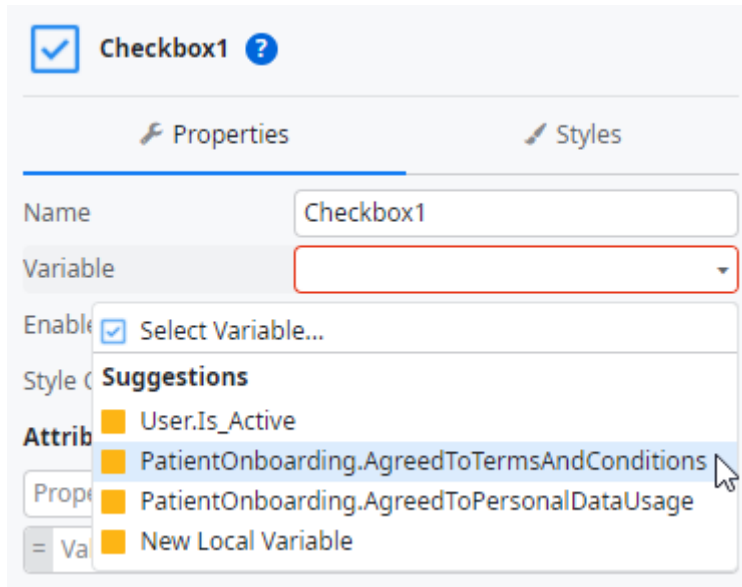 Checkbox1 ?
Properties
Styles
Name
Checkbox1
Variable
Enable
Select Variable...
Style
Suggestions
User.Is_Active
Attrib
PatientOnboarding.AgreedToTermsAndConditions
Prope
PatientOnboarding.AgreedToPersonalDataUsage
= Val
New Local Variable